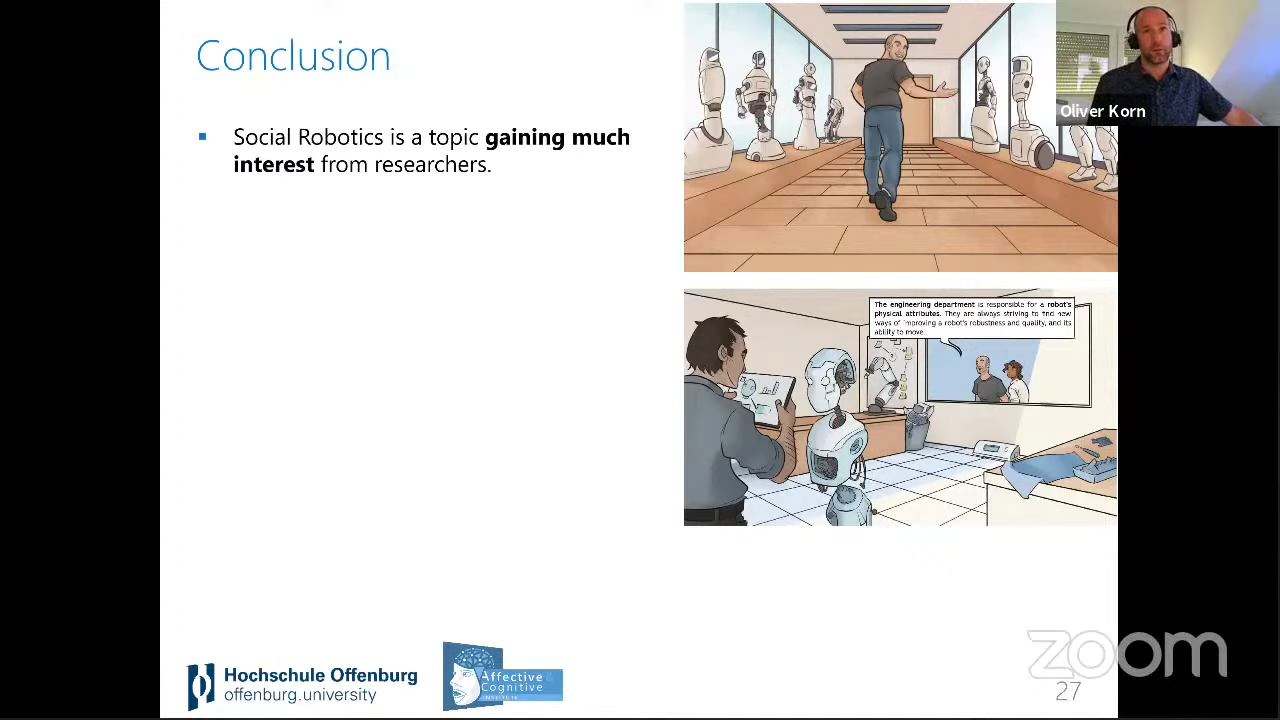 Conclusion
Oliver Korn
Social Robotics is a topic gaining much
interest from researchers.
The engineering department is responsible for a robot's
physical attributes. They are always striving to find new
ways of improving a robot's robustness and quality, and its
ability to move.
Hochschule Offenburg
offenburg.university
Affective &
Cognitive
INSTITUTE
zoom
27